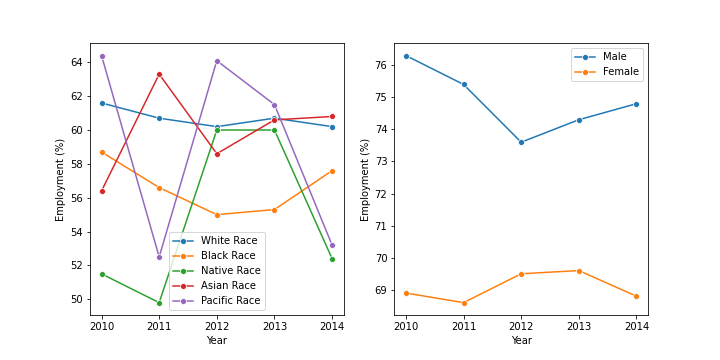 64
62
60
58
56
54
52
50
Employment (%)
2010 2011 2012 2013 2014
Year
White Race
Black Race
Native Race
Asian Race
Pacific Race
76
75
74
73
72
71
70
69
Employment (%)
2010 2011 2012 2013 2014
Year
Male
Female